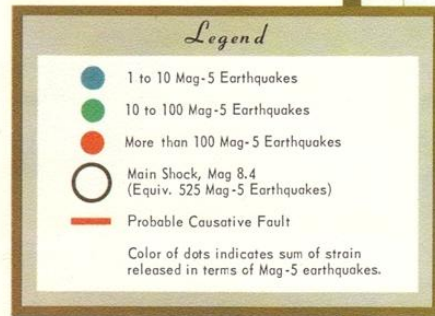 Legend
1 to 10 Mag-5 Earthquakes
10 to 100 Mag-5 Earthquakes
More than 100 Mag-5 Earthquakes
Main Shock, Mag 8.4
(Equiv. 525 Mag-5 Earthquakes)
Probable Causative Fault
Color of dots indicates sum of strain
released in terms of Mag-5 earthquakes.